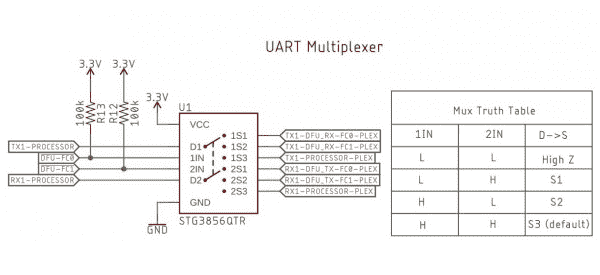 UART Multiplexer
3.3V 3.3V
3.3V
100k R13 R12 100k
U1
VCC
TX1-PROCESSOR
DFU-FC0
DFU-FC1
RX1-PROCESSOR
D1
1IN
2IN
D2
GND
1S1
1S2
1S3
2S1
2S2
2S3
TX1-DFU_RX-FC0-PLEX
TX1-DFU_RX-FC1-PLEX
TX1-PROCESSOR-PLEX
RX1-DFU_TX-FC0-PLEX
RX1-DFU_TX-FC1-PLEX
RX1-PROCESSOR-PLEX
GND
STG3856QTR
Mux Truth Table
1IN 2IN D->S
L L High Z
L H S1
H L S2
H H S3 (default)